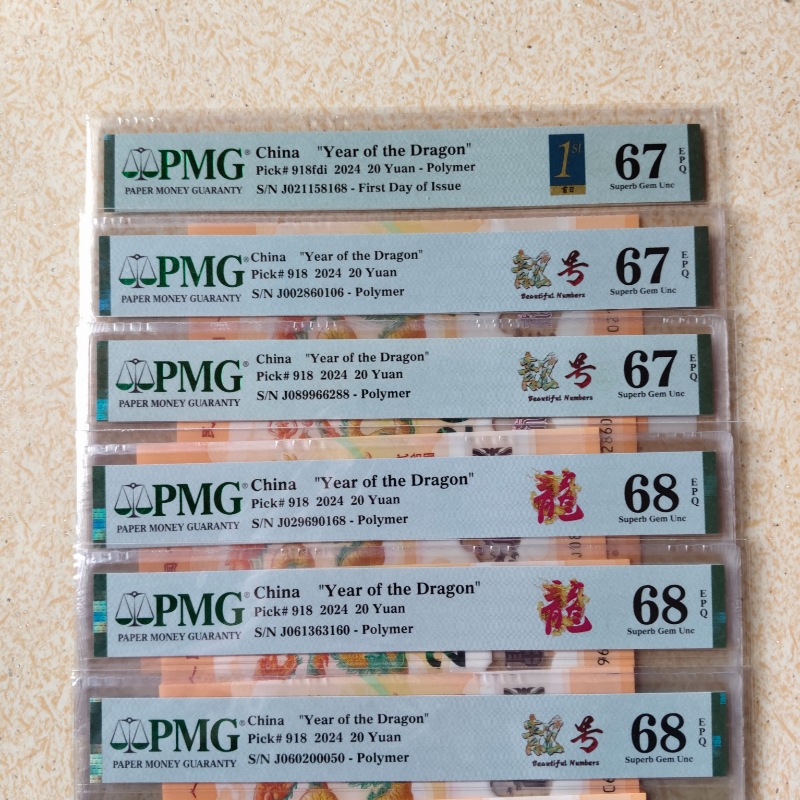 PMG®
PAPER MONEY GUARANTY
China "Year of the Dragon"
Pick# 918fdi 2024 20 Yuan - Polymer
S/N J021158168 - First Day of Issue
1ST
首日
67
EPQ
Superb Gem Unc
PMG®
PAPER MONEY GUARANTY
China "Year of the Dragon"
Pick# 918 2024 20 Yuan
S/N J002860106 - Polymer
靓号
Beautiful Numbers
67
EPQ
Superb Gem Unc
PMG®
PAPER MONEY GUARANTY
China "Year of the Dragon"
Pick# 918 2024 20 Yuan
S/N J089966288 - Polymer
靓号
Beautiful Numbers
67
EPQ
Superb Gem Unc
PMG®
PAPER MONEY GUARANTY
China "Year of the Dragon"
Pick# 918 2024 20 Yuan
S/N J029690168 - Polymer
龍
68
EPQ
Superb Gem Unc
PMG®
PAPER MONEY GUARANTY
China "Year of the Dragon"
Pick# 918 2024 20 Yuan
S/N J061363160 - Polymer
龍
68
EPQ
Superb Gem Unc
PMG®
PAPER MONEY GUARANTY
China "Year of the Dragon"
Pick# 918 2024 20 Yuan
S/N J060200050 - Polymer
靓号
Beautiful Numbers
68
EPQ
Superb Gem Unc